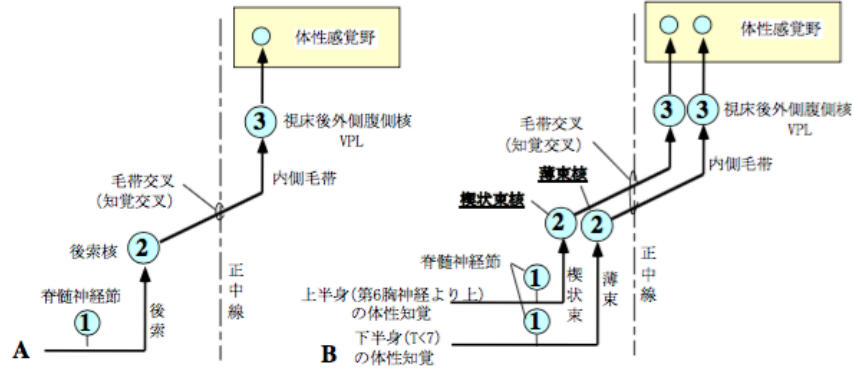 体性感覚野
3
視床後外側腹側核
VPL
毛帯交叉
(知覚交叉)
内側毛帯
後索核
2
脊髄神経節
1
後索
正中線
A
体性感覚野
3
3
視床後外側腹側核
VPL
毛帯交叉
(知覚交叉)
内側毛帯
薄束核
楔状束核
2
2
脊髄神経節
1
上半身(第6胸神経より上)
の体性知覚
楔状束
薄束
正中線
1
下半身(T<7)
の体性知覚
B